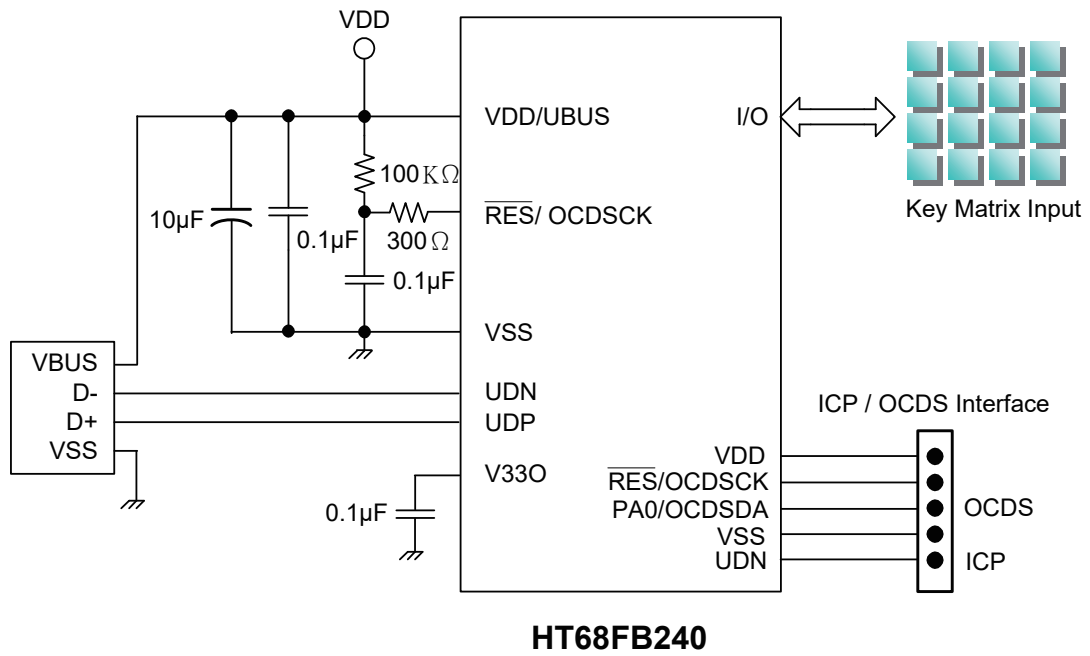 VDD
VDD/UBUS
I/O
100KΩ
10µF
0.1µF
300Ω
RES/ OCDSCK
0.1µF
Key Matrix Input
VSS
VBUS
D-
D+
VSS
UDN
UDP
V33O
0.1µF
ICP / OCDS Interface
VDD
RES/OCDSCK
PA0/OCDSDA
VSS
UDN
OCDS
ICP
HT68FB240